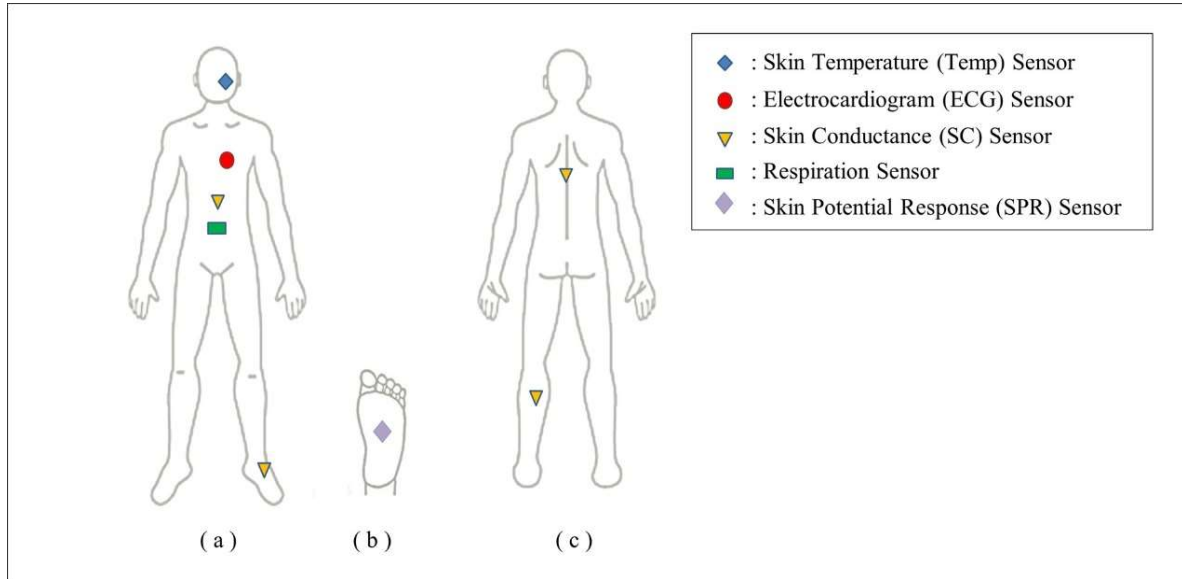 : Skin Temperature (Temp) Sensor
: Electrocardiogram (ECG) Sensor
: Skin Conductance (SC) Sensor
: Respiration Sensor
: Skin Potential Response (SPR) Sensor
( a )
( b )
( c )